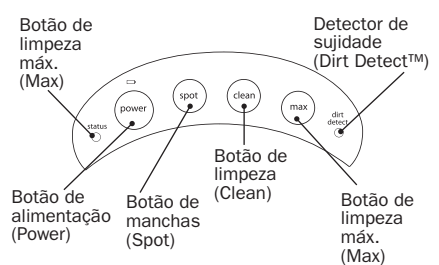 Botão de
limpeza
máx.
(Max)
Detector de
sujidade
(Dirt Detect™)
status
power
spot
clean
max
dirt
detect
Botão de
alimentação
(Power)
Botão de
manchas
(Spot)
Botão de
limpeza
(Clean)
Botão de
limpeza
máx.
(Max)